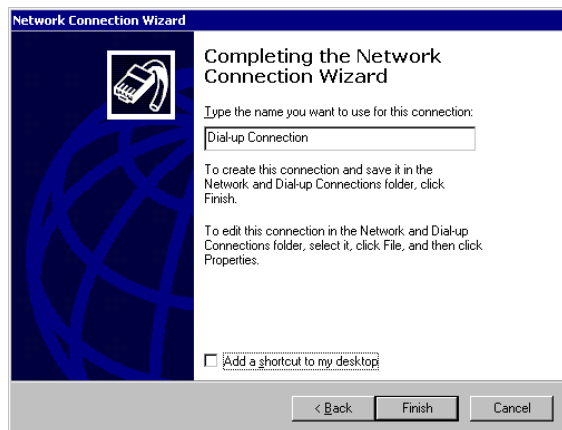 Network Connection Wizard
Completing the Network
Connection Wizard
Type the name you want to use for this connection:
Dial-up Connection
To create this connection and save it in the
Network and Dial-up Connections folder, click
Finish.
To edit this connection in the Network and Dial-up
Connections folder, select it, click File, and then click
Properties.
Add a shortcut to my desktop
< Back
Finish
Cancel